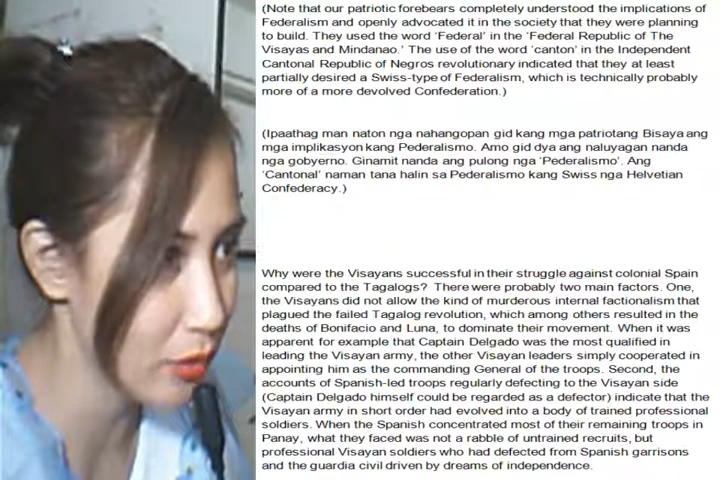 (Note that our patriotic forebears completely understood the implications of
Federalism and openly advocated it in the society that they were planning
to build. They used the word 'Federal' in the 'Federal Republic of The
Visayas and Mindanao.' The use of the word 'canton' in the Independent
Cantonal Republic of Negros revolutionary indicated that they at least
partially desired a Swiss-type of Federalism, which is technically probably
more of a more devolved Confederation.)
(Ipaathag man naton nga nahangopan gid kang mga patriotang Bisaya ang
mga implikasyon kang Pederalismo. Amo gid dya ang naluyagan nanda
nga gobyerno. Ginamit nanda ang pulong nga 'Pederalismo'. Ang
'Cantonal' naman tana halin sa Pederalismo kang Swiss nga Helvetian
Confederacy.)
Why were the Visayans successful in their struggle against colonial Spain
compared to the Tagalogs? There were probably two main factors. One,
the Visayans did not allow the kind of murderous internal factionalism that
plagued the failed Tagalog revolution, which among others resulted in the
deaths of Bonifacio and Luna, to dominate their movement. When it was
apparent for example that Captain Delgado was the most qualified in
leading the Visayan army, the other Visayan leaders simply cooperated in
appointing him as the commanding General of the troops. Second, the
accounts of Spanish-led troops regularly defecting to the Visayan side
(Captain Delgado himself could be regarded as a defector) indicate that the
Visayan army in short order had evolved into a body of trained professional
soldiers. When the Spanish concentrated most of their remaining troops in
Panay, what they faced was not a rabble of untrained recruits, but
professional Visayan soldiers who had defected from Spanish garrisons
and the guardia civil driven by dreams of independence.